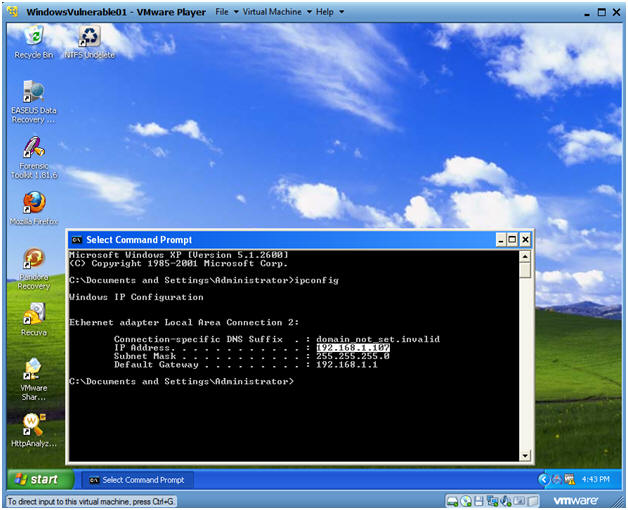 WindowsVulnerable01 - VMware Player File Virtual Machine Help
Recycle Bin
NTFS Undelete
EASEUS Data
Recovery ...
Forensic
Toolkit 1.81.6
Mozilla Firefox
Pandora
Recovery
Recuva
VMware
Shar...
HttpAnalyz...
Select Command Prompt
Microsoft Windows XP [Version 5.1.2600]
(C) Copyright 1985-2001 Microsoft Corp.
C:\Documents and Settings\Administrator>ipconfig
Windows IP Configuration
Ethernet adapter Local Area Connection 2:
Connection-specific DNS Suffix . : domain_not_set.invalid
IP Address. . . . . . . . . . . . : 192.168.1.107
Subnet Mask . . . . . . . . . . . : 255.255.255.0
Default Gateway . . . . . . . . . : 192.168.1.1
C:\Documents and Settings\Administrator>
start
Select Command Prompt
4:43 PM
To direct input to this virtual machine, press Ctrl+G.
vmware